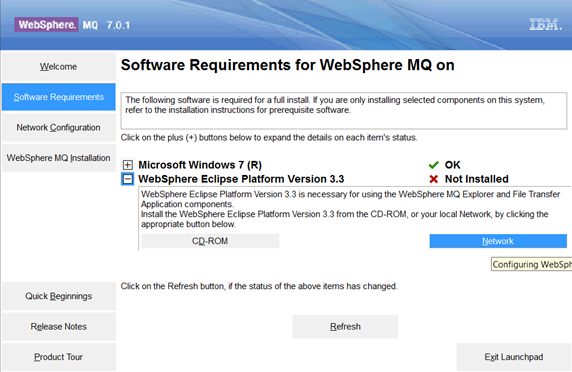 WebSphere. MQ 7.0.1
IBM.
Welcome
Software Requirements
Network Configuration
WebSphere MQ Installation
Software Requirements for WebSphere MQ on
The following software is required for a full install. If you are only installing selected components on this system,
refer to the installation instructions for prerequisite software.
Click on the plus (+) buttons below to expand the details on each item's status.
Microsoft Windows 7 (R) OK
WebSphere Eclipse Platform Version 3.3 Not Installed
WebSphere Eclipse Platform Version 3.3 is necessary for using the WebSphere MQ Explorer and File Transfer
Application components.
Install the WebSphere Eclipse Platform Version 3.3 from the CD-ROM, or your local Network, by clicking the
appropriate button below.
CD-ROM Network
Configuring WebSph
Click on the Refresh button, if the status of the above items has changed.
Refresh
Quick Beginnings
Release Notes
Product Tour
Exit Launchpad